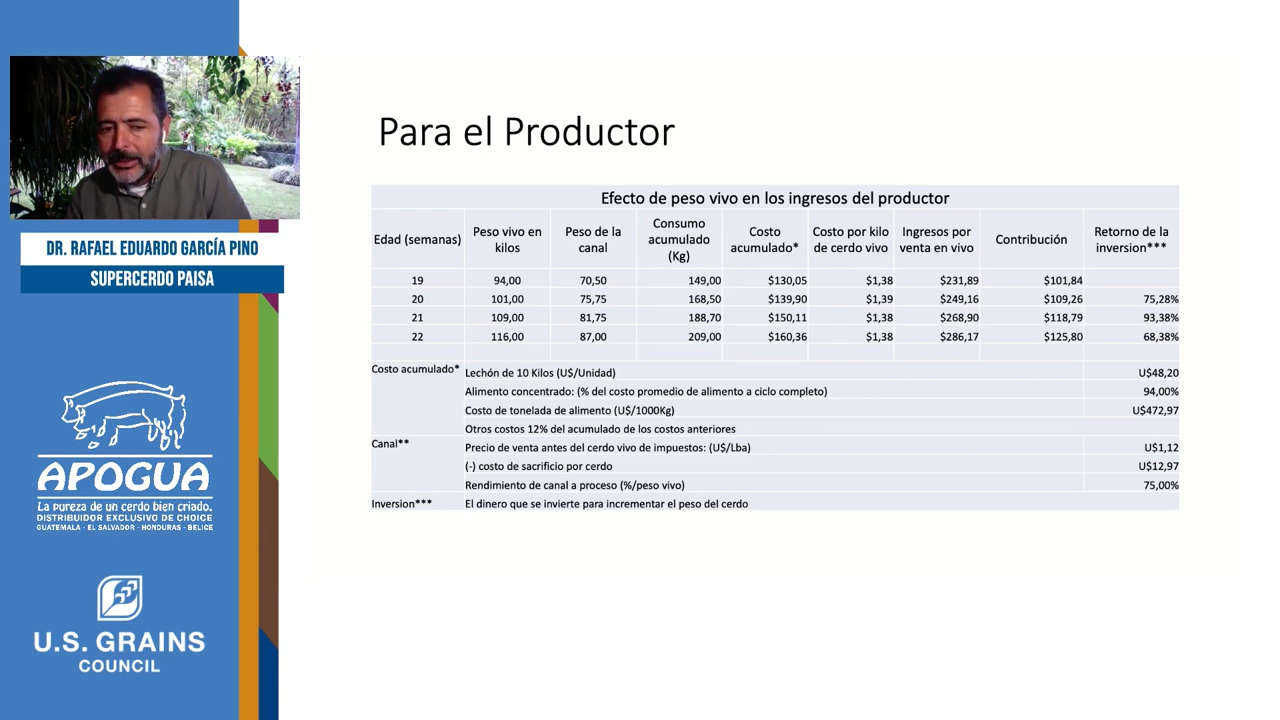 Para el Productor
DR. RAFAEL EDUARDO GARCÍA PINO
SUPERCERDO PAISA
APOGUA
La pureza de un cerdo bien criado.
DISTRIBUIDOR EXCLUSIVO DE CHOICE
GUATEMALA - EL SALVADOR - HONDURAS - BELICE
U.S. GRAINS
COUNCIL
Efecto de peso vivo en los ingresos del productor
Edad (semanas) Peso vivo en kilos Peso de la canal Consumo acumulado (Kg) Costo acumulado* Costo por kilo de cerdo vivo Ingresos por venta en vivo Contribución Retorno de la inversion***
19 94,00 70,50 149,00 $130,05 $1,38 $231,89 $101,84
20 101,00 75,75 168,50 $139,90 $1,39 $249,16 $109,26 75,28%
21 109,00 81,75 188,70 $150,11 $1,38 $268,90 $118,79 93,38%
22 116,00 87,00 209,00 $160,36 $1,38 $286,17 $125,80 68,38%
Costo acumulado* Lechón de 10 Kilos (U$/Unidad) U$48,20
Alimento concentrado: (% del costo promedio de alimento a ciclo completo) 94,00%
Costo de tonelada de alimento (U$/1000Kg) U$472,97
Otros costos 12% del acumulado de los costos anteriores
Canal** Precio de venta antes del cerdo vivo de impuestos: (U$/Lba) U$1,12
(-) costo de sacrificio por cerdo U$12,97
Rendimiento de canal a proceso (%/peso vivo) 75,00%
Inversion*** El dinero que se invierte para incrementar el peso del cerdo